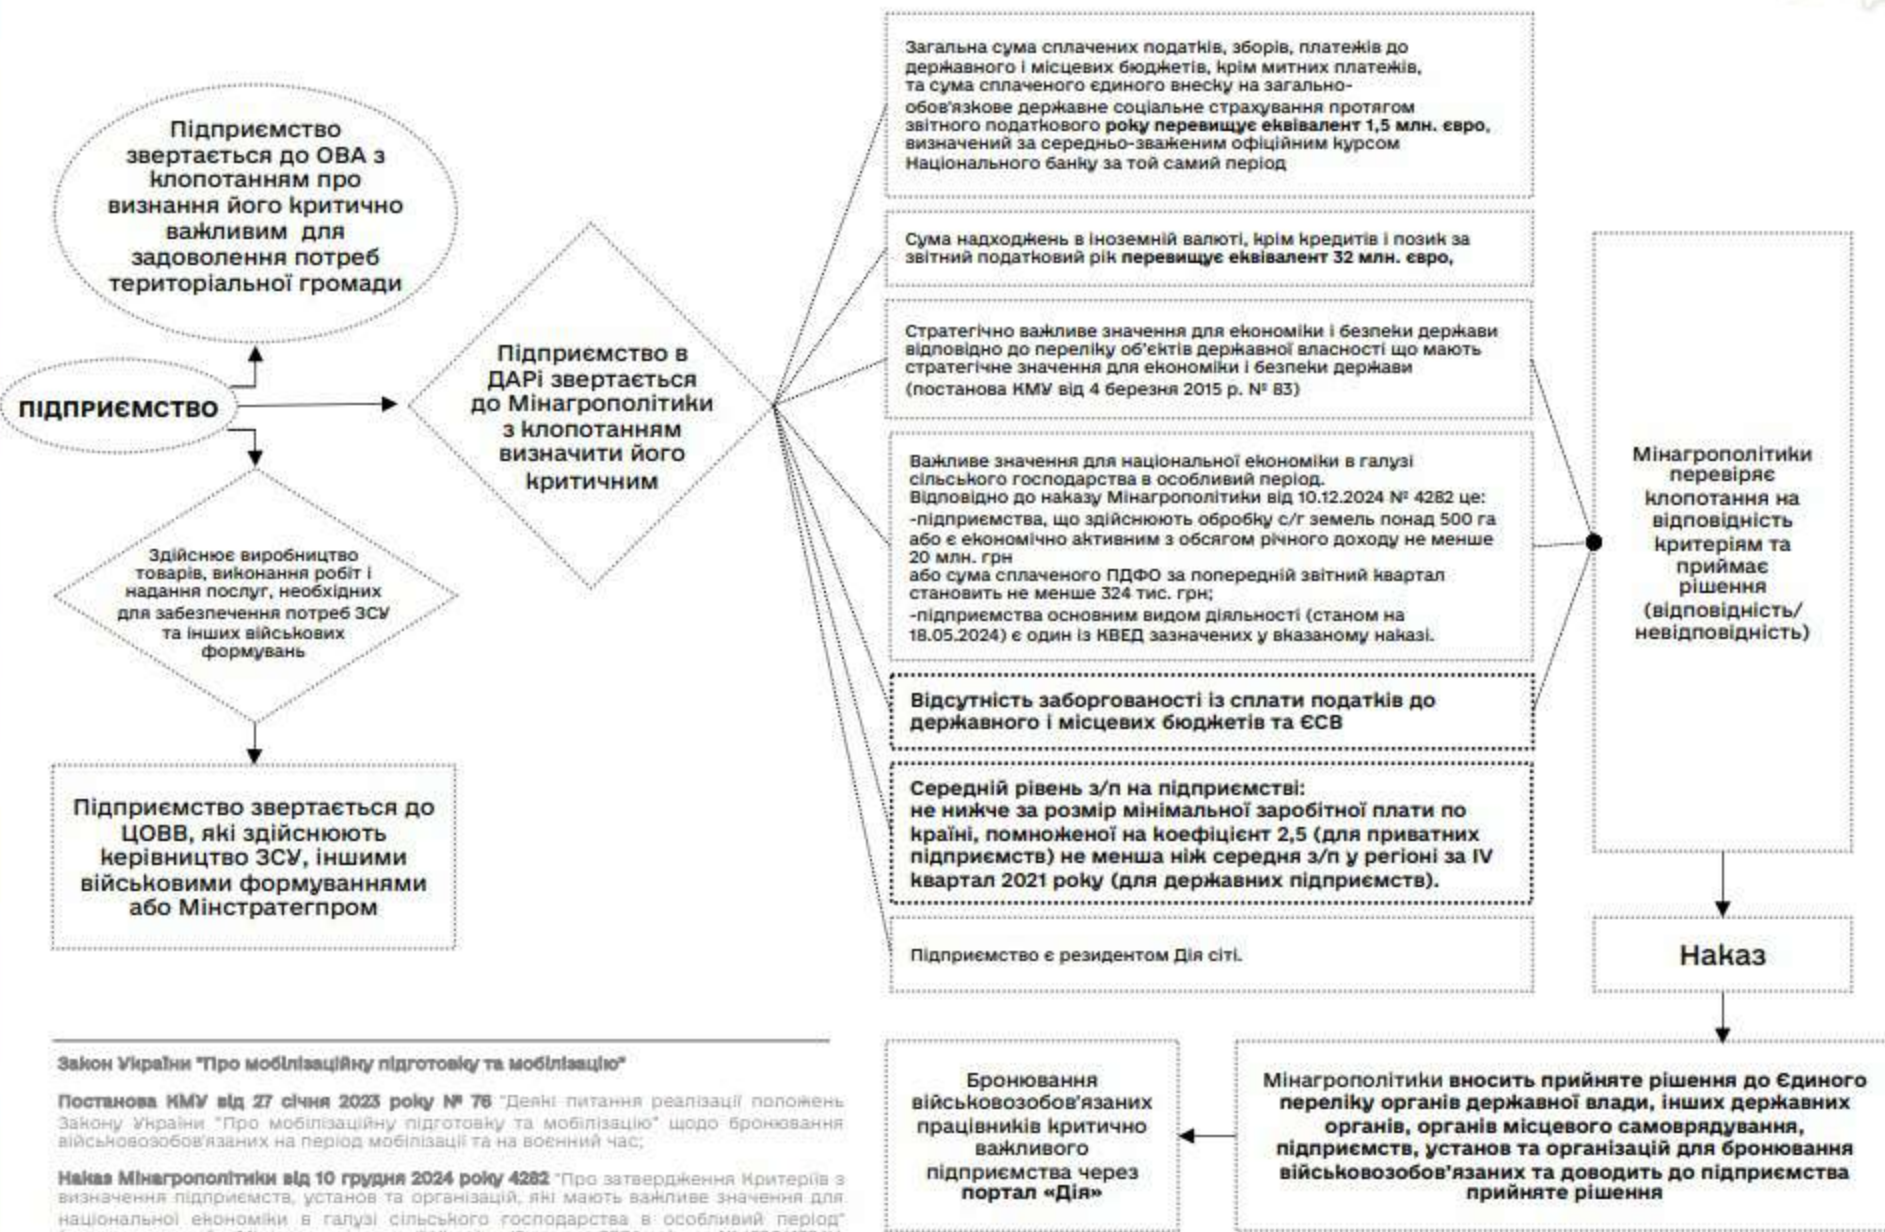 Підприємство
звертається до ОВА з
клопотанням про
визнання його критично
важливим для
задоволення потреб
територіальної громади
ПІДПРИЄМСТВО
Здійснює виробництво
товарів, виконання робіт і
надання послуг, необхідних
для забезпечення потреб ЗСУ
та інших військових
формувань
Підприємство звертається до
ЦОВВ, які здійснюють
керівництво ЗСУ, іншими
військовими формуваннями
або Мінстратегпром
Підприємство в
ДАРі звертається
до Мінагрополітики
з клопотанням
визначити його
критичним
Загальна сума сплачених податків, зборів, платежів до
державного і місцевих бюджетів, крім митних платежів,
та сума сплаченого єдиного внеску на загально-
обов'язкове державне соціальне страхування протягом
звітного податкового року перевищує еквівалент 1,5 млн. євро,
визначений за середньо-зваженим офіційним курсом
Національного банку за той самий період
Сума надходжень в іноземній валюті, крім кредитів і позик за
звітний податковий рік перевищує еквівалент 32 млн. євро,
Стратегічно важливе значення для економіки і безпеки держави
відповідно до переліку об'єктів державної власності що мають
стратегічне значення для економіки і безпеки держави
(постанова КМУ від 4 березня 2015 р. № 83)
Важливе значення для національної економіки в галузі
сільського господарства в особливий період.
Відповідно до наказу Мінагрополітики від 10.12.2024 № 4282 це:
-підприємства, що здійснюють обробку с/г земель понад 500 га
або є економічно активним з обсягом річного доходу не менше
20 млн. грн
або сума сплаченого ПДФО за попередній звітний квартал
становить не менше 324 тис. грн;
-підприємства основним видом діяльності (станом на
18.05.2024) є один із КВЕД зазначених у вказаному наказі.
Відсутність заборгованості із сплати податків до
державного і місцевих бюджетів та ЄСВ
Середній рівень з/п на підприємстві:
не нижче за розмір мінімальної заробітної плати по
країні, помноженої на коефіцієнт 2,5 (для приватних
підприємств) не менша ніж середня з/п у регіоні за IV
квартал 2021 року (для державних підприємств).
Підприємство є резидентом Дія сіті.
Мінагрополітики
перевіряє
клопотання на
відповідність
критеріям та
приймає
рішення
(відповідність/
невідповідність)
Наказ
Мінагрополітики вносить прийняте рішення до Єдиного
переліку органів державної влади, інших державних
органів, органів місцевого самоврядування,
підприємств, установ та організацій для бронювання
військовозобов'язаних та доводить до підприємства
прийняте рішення
Бронювання
військовозобов'язаних
працівників критично
важливого
підприємства через
портал «Дія»
Закон України "Про мобілізаційну підготовку та мобілізацію"
Постанова КМУ від 27 січня 2023 року № 76 "Деякі питання реалізації положень
Закону України "Про мобілізаційну підготовку та мобілізацію" щодо бронювання
військовозобов'язаних на період мобілізації та на воєнний час;
Наказ Мінагрополітики від 10 грудня 2024 року 4282 "Про затвердження Критеріїв з
визначення підприємств, установ та організацій, які мають важливе значення для
національної економіки в галузі сільського господарства в особливий період"